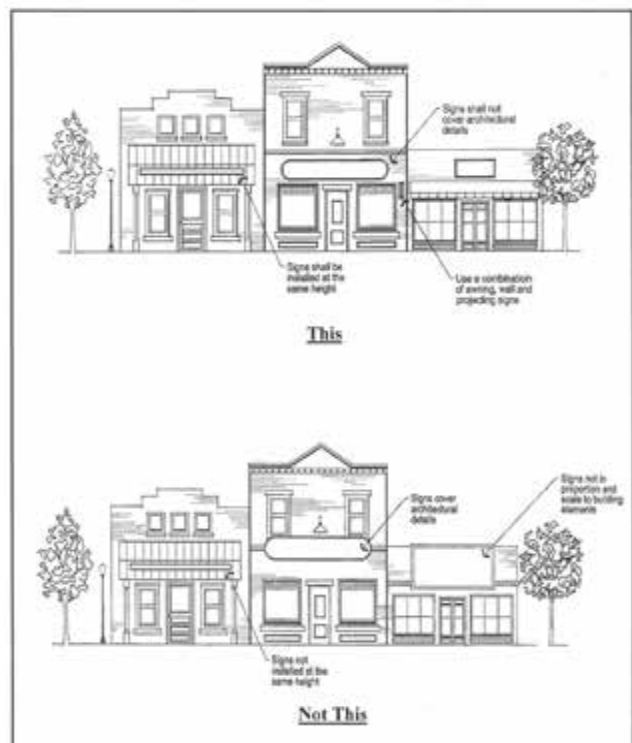 Signs shall not
cover architectural
details
Signs shall be
installed at the
same height
Use a combination
of awning, wall and
projecting signs
This
Signs not in
proportion and
scale to building
elements
Signs cover
architectural
details
Signs not
installed at the
same height
Not This